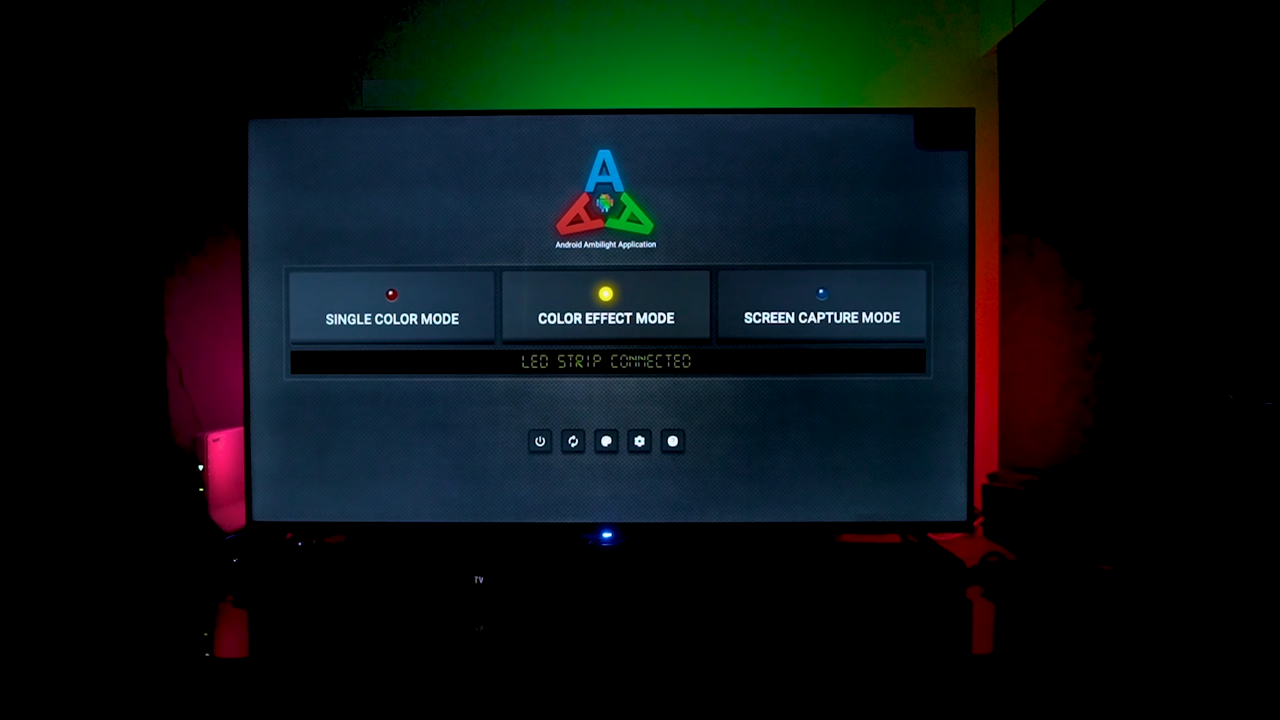 A
A A
Android Ambilight Application
SINGLE COLOR MODE
COLOR EFFECT MODE
SCREEN CAPTURE MODE
LED STRIP CONNECTED
TV